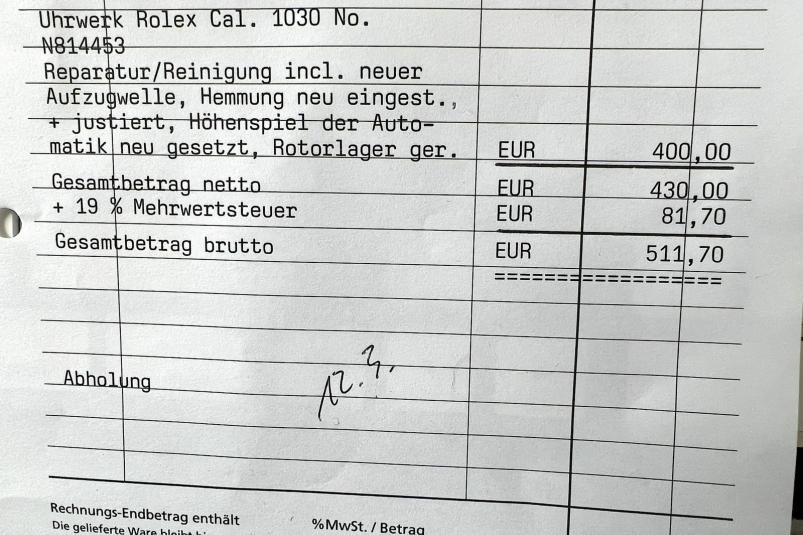 Uhrwerk Rolex Cal. 1030 No.
N814453
Reparatur/Reinigung incl. neuer
Aufzugwelle, Hemmung neu eingest.,
+ justiert, Höhenspiel der Auto-
matik neu gesetzt, Rotorlager ger. EUR 400,00
Gesamtbetrag netto EUR 430,00
+ 19 % Mehrwertsteuer EUR 81,70
Gesamtbetrag brutto EUR 511,70
===================
Abholung 12.3.
Rechnungs-Endbetrag enthält %MwSt. / Betrag
Die gelieferte Ware bleibt